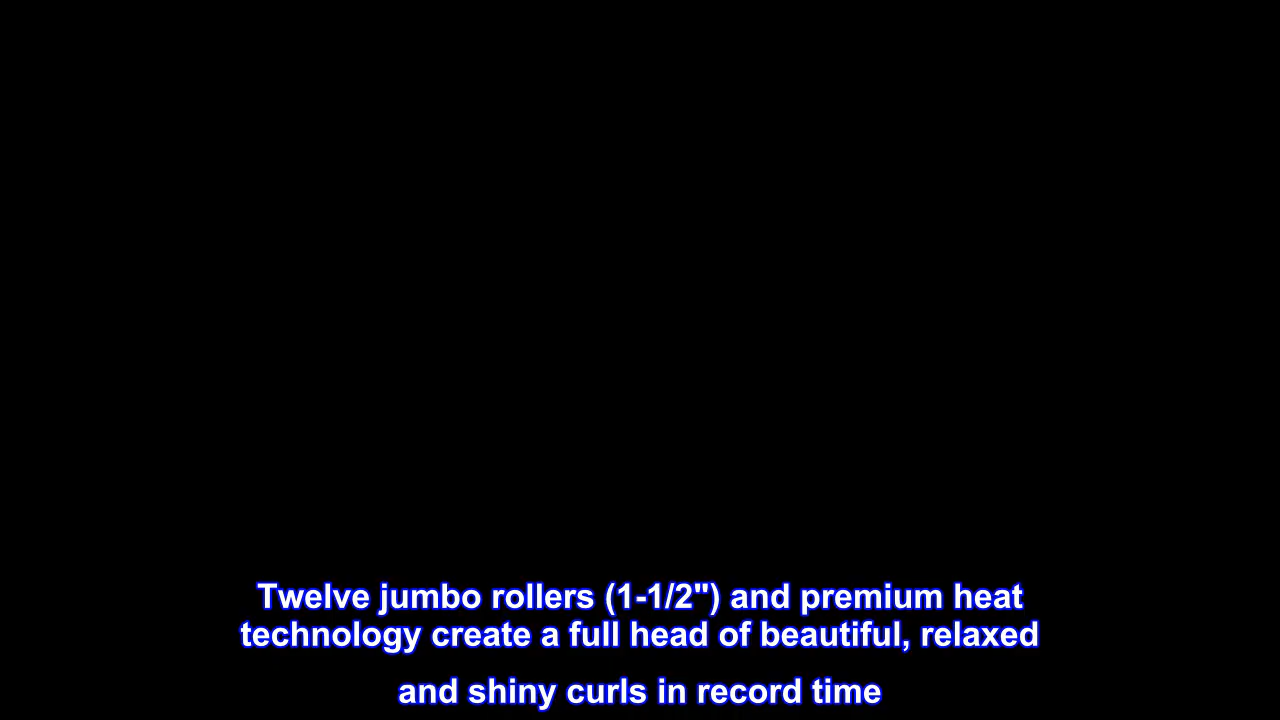 Twelve jumbo rollers (1-1/2") and premium heat
technology create a full head of beautiful, relaxed
and shiny curls in record time